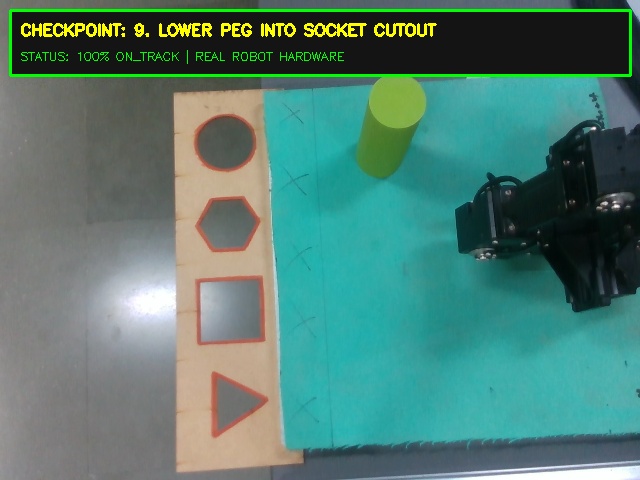 CHECKPOINT: 9. LOWER PEG INTO SOCKET CUTOUT
STATUS: 100% ON_TRACK | REAL ROBOT HARDWARE